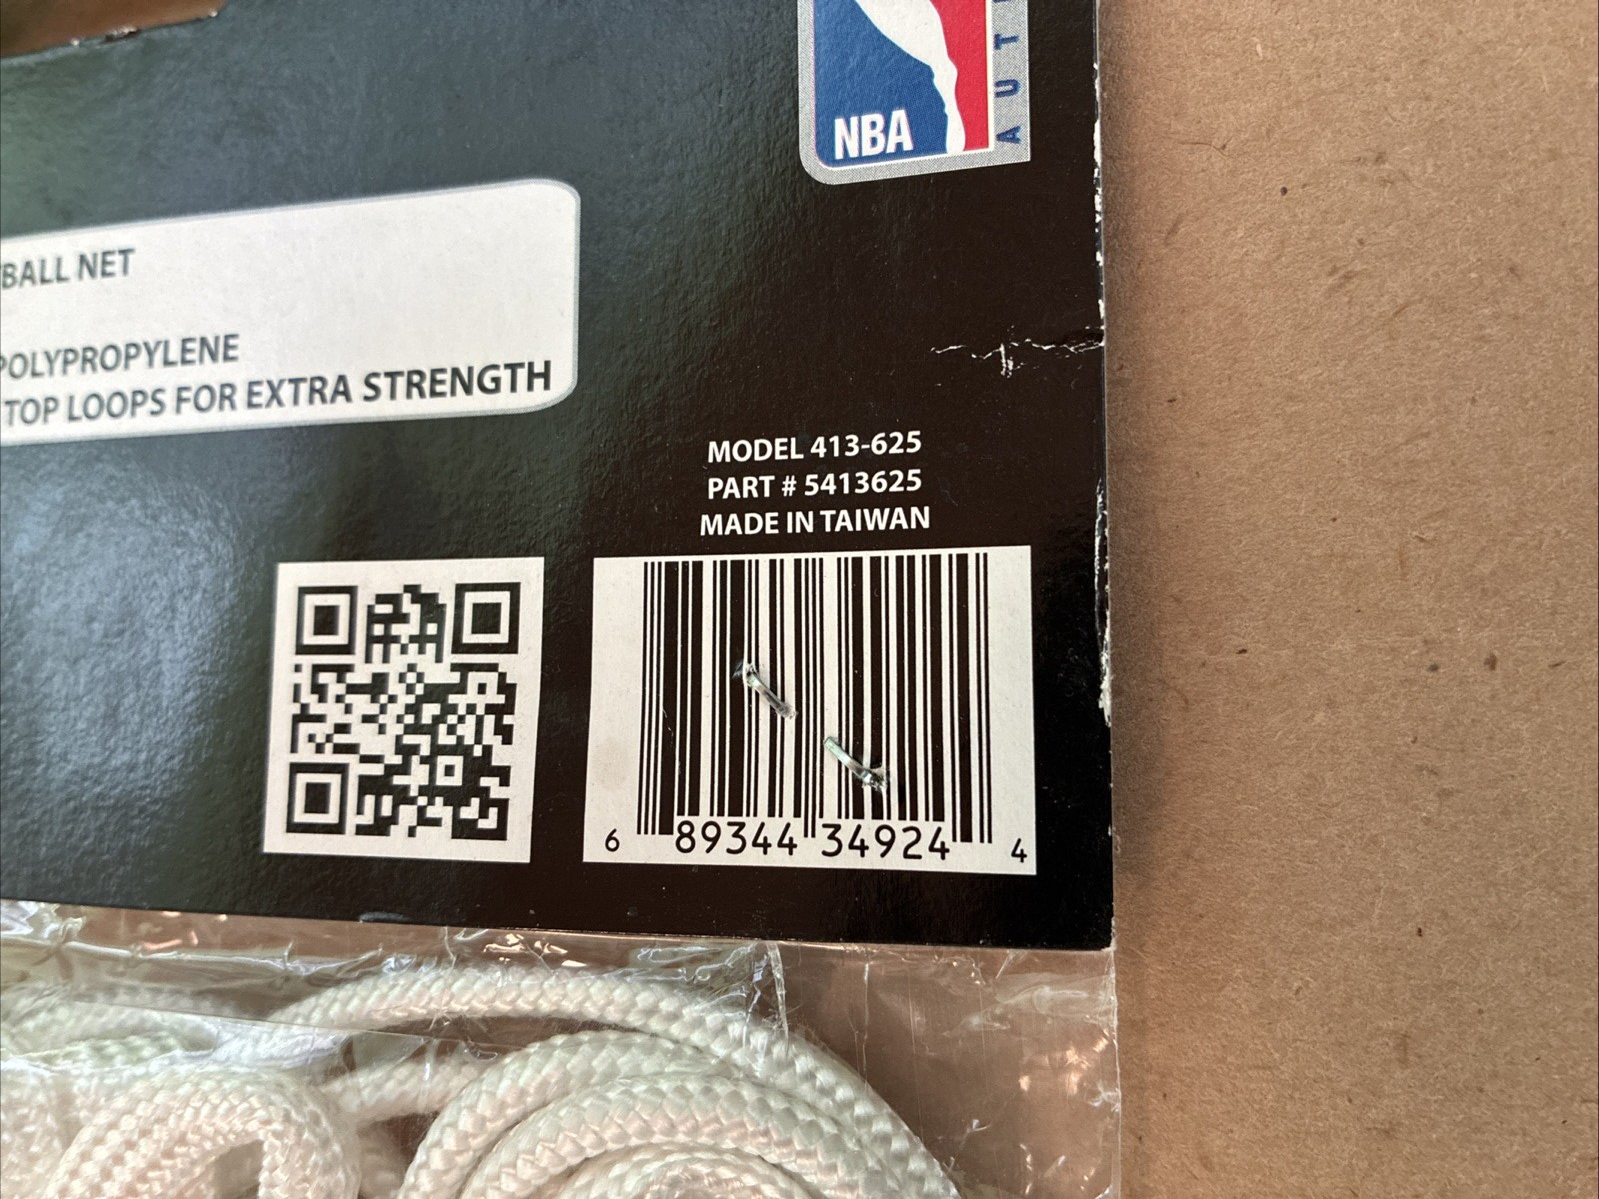 NBA
AUT
BALL NET
POLYPROPYLENE
TOP LOOPS FOR EXTRA STRENGTH
MODEL 413-625
PART # 5413625
MADE IN TAIWAN
6 89344 34924 4